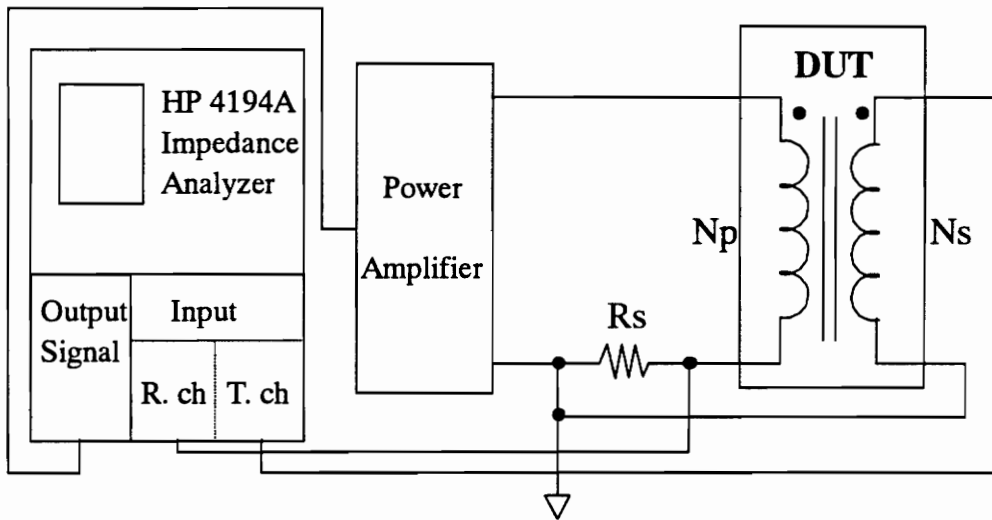 HP 4194A
Impedance
Analyzer
Output
Signal
Input
R. ch
T. ch
Power
Amplifier
Rs
DUT
Np
Ns